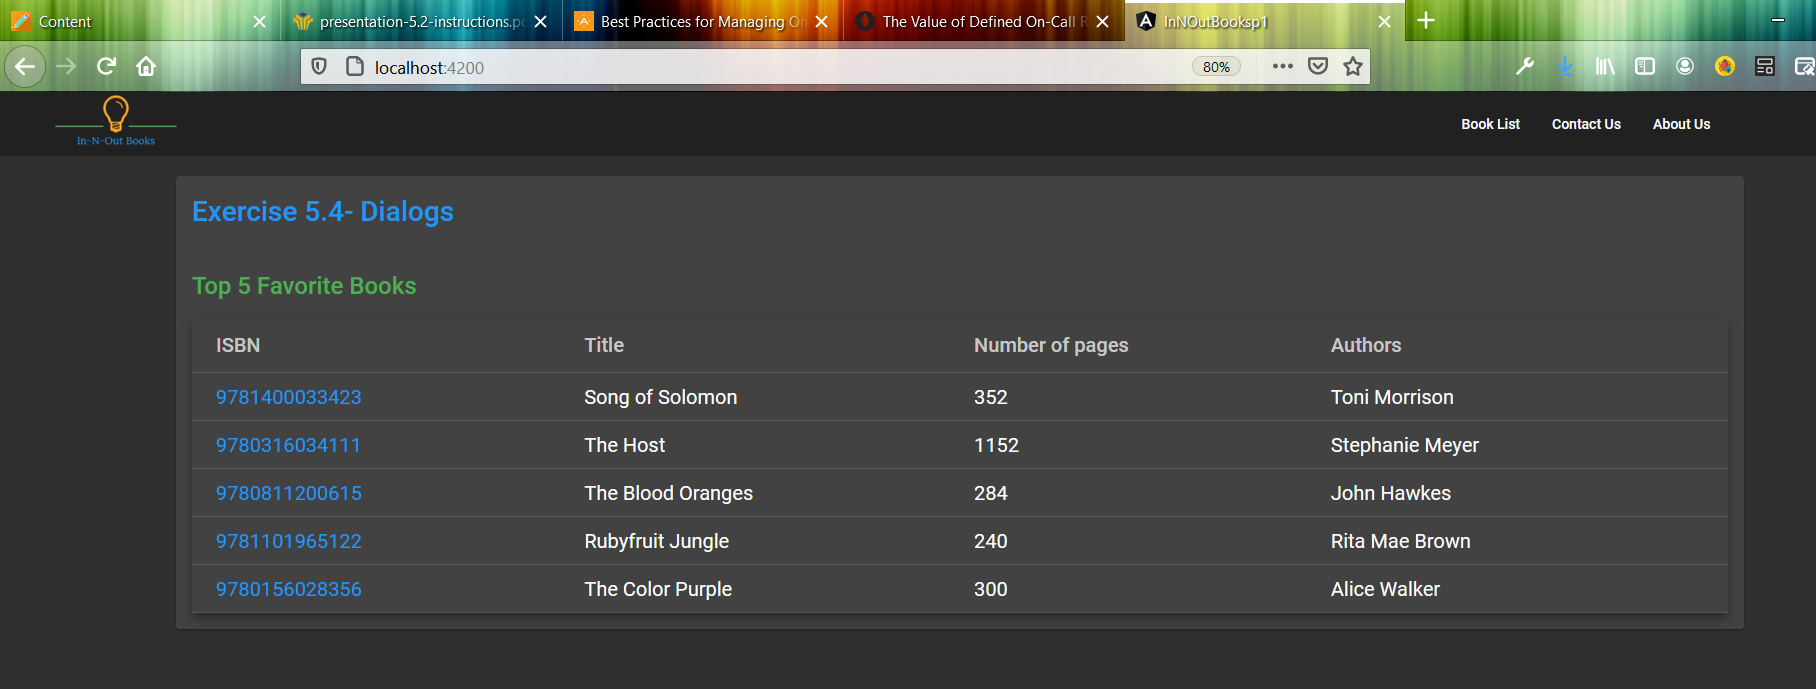 Content
presentation-5.2-instructions.pd
Best Practices for Managing On
The Value of Defined On-Call R
InNOutBooksp1
localhost:4200
80%
In-N-Out Books
Book List Contact Us About Us
Exercise 5.4- Dialogs
Top 5 Favorite Books
ISBN Title Number of pages Authors
9781400033423 Song of Solomon 352 Toni Morrison
9780316034111 The Host 1152 Stephanie Meyer
9780811200615 The Blood Oranges 284 John Hawkes
9781101965122 Rubyfruit Jungle 240 Rita Mae Brown
9780156028356 The Color Purple 300 Alice Walker